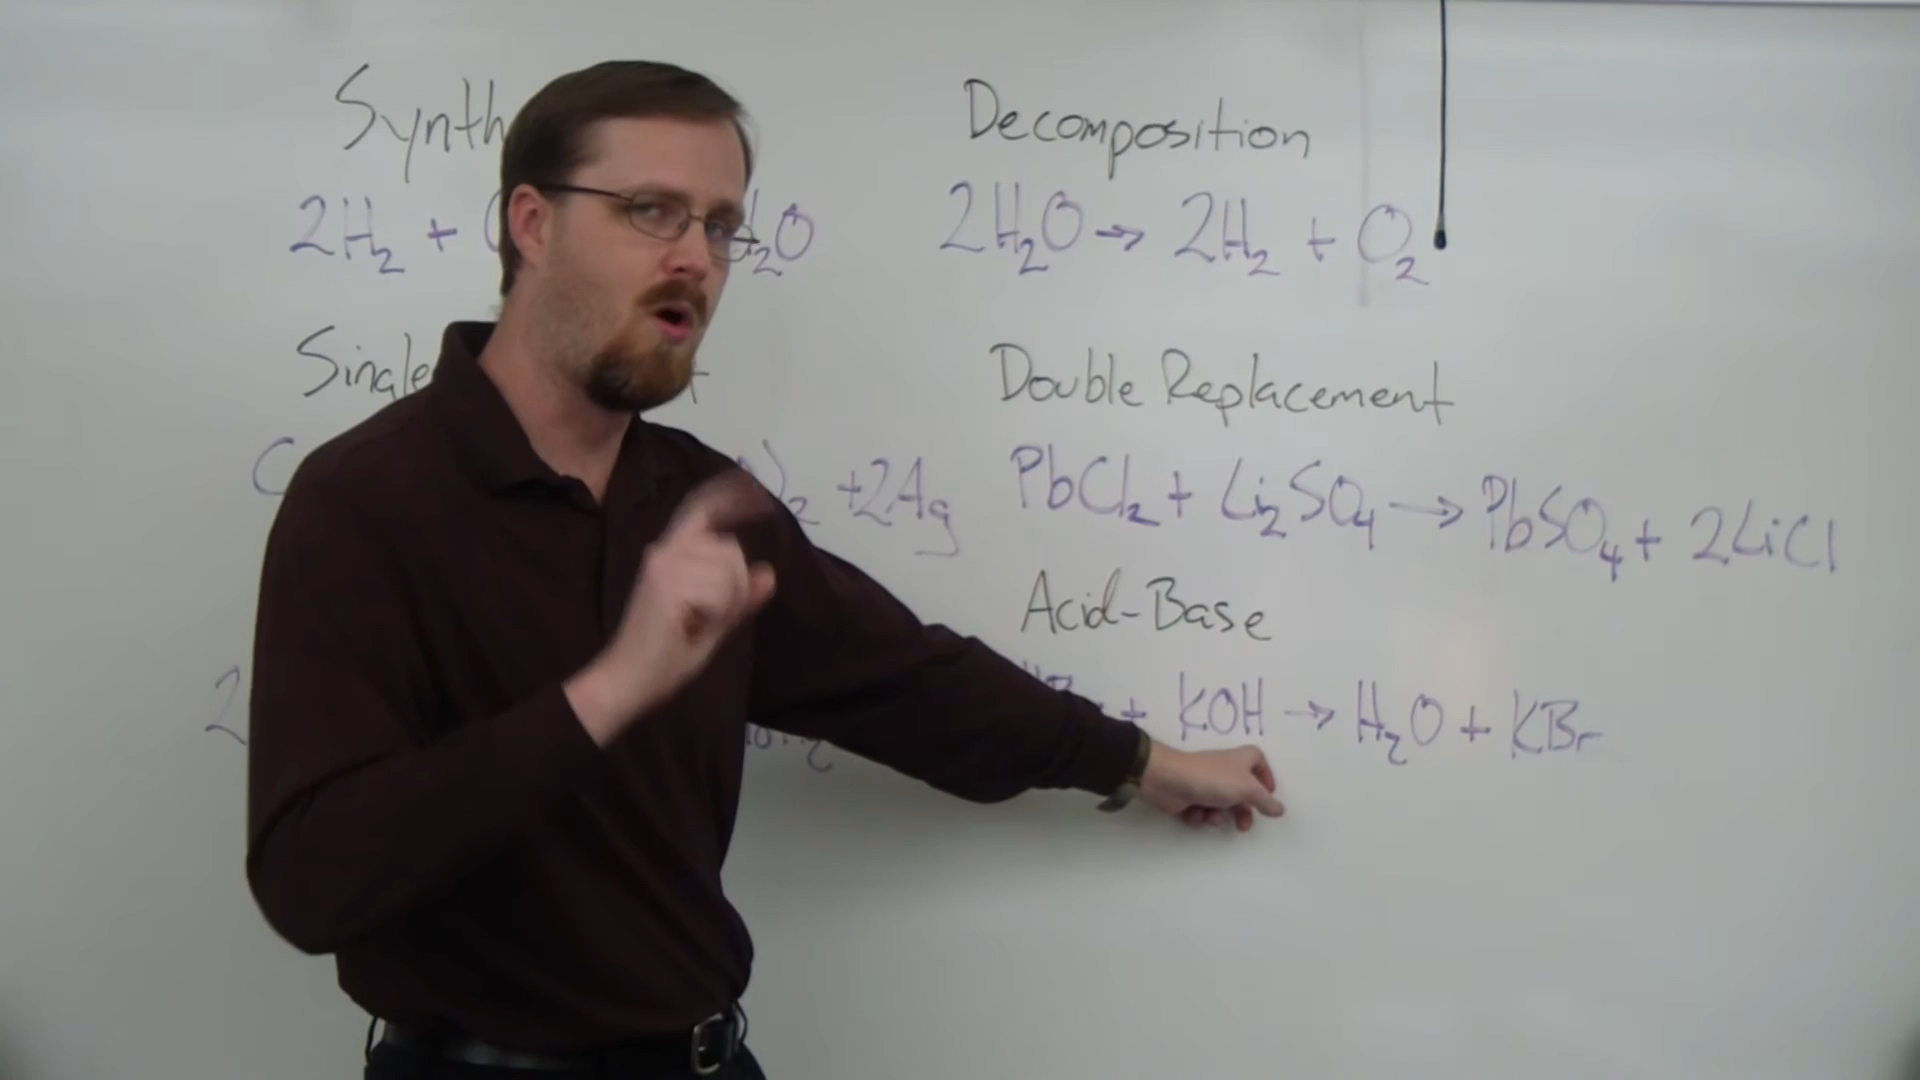 Synth
2H₂ + O H₂O
Decomposition
2H₂O → 2H₂ + O₂
Single t
C )₂ + 2Ag
Double Replacement
PbCl₂ + Li₂SO₄ → PbSO₄ + 2LiCl
2
Acid-Base
+ KOH → H₂O + KBr